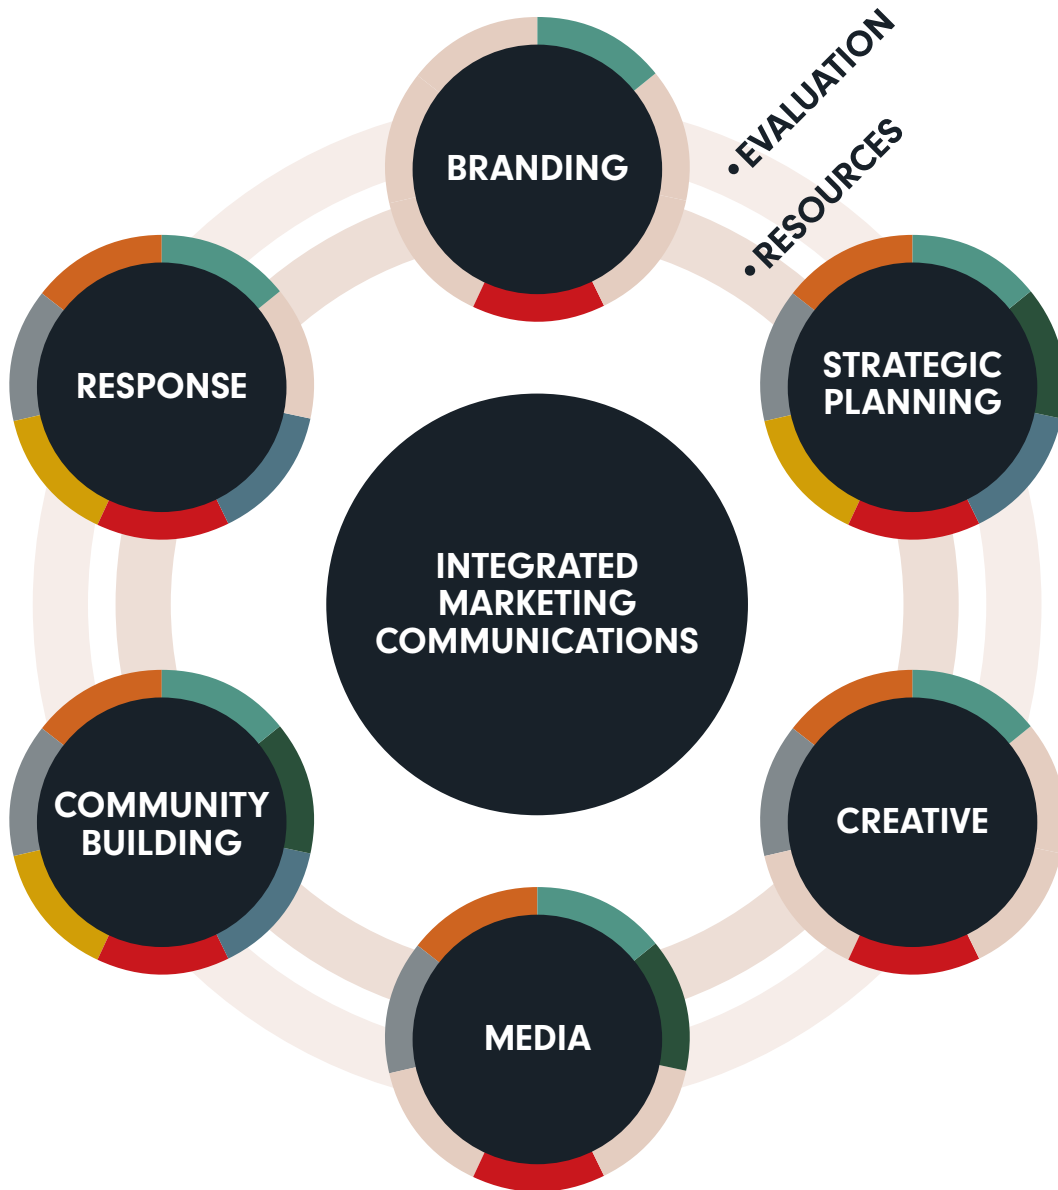 BRANDING
• EVALUATION
• RESOURCES
RESPONSE
STRATEGIC
PLANNING
INTEGRATED
MARKETING
COMMUNICATIONS
COMMUNITY
BUILDING
CREATIVE
MEDIA